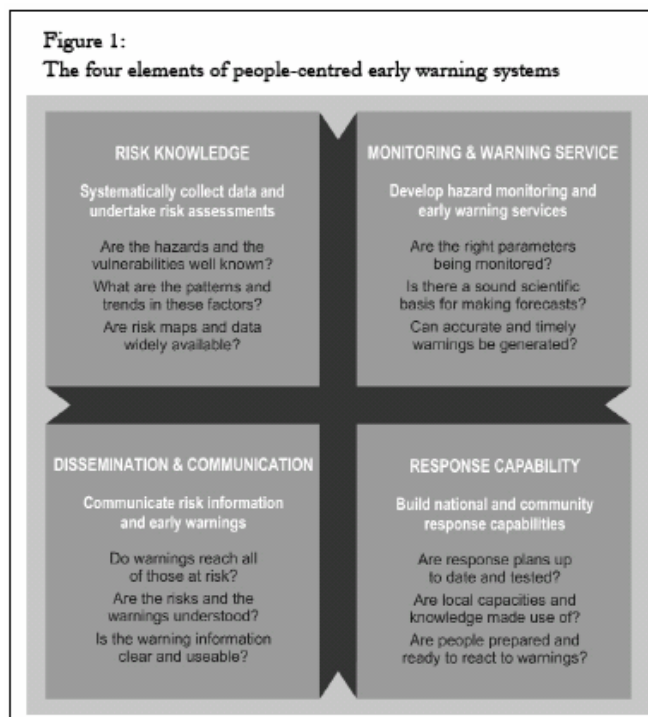 Figure 1:
The four elements of people-centred early warning systems
RISK KNOWLEDGE
Systematically collect data and
undertake risk assessments
Are the hazards and the
vulnerabilities well known?
What are the patterns and
trends in these factors?
Are risk maps and data
widely available?
MONITORING & WARNING SERVICE
Develop hazard monitoring and
early warning services
Are the right parameters
being monitored?
Is there a sound scientific
basis for making forecasts?
Can accurate and timely
warnings be generated?
DISSEMINATION & COMMUNICATION
Communicate risk information
and early warnings
Do warnings reach all
of those at risk?
Are the risks and the
warnings understood?
Is the warning information
clear and useable?
RESPONSE CAPABILITY
Build national and community
response capabilities
Are response plans up
to date and tested?
Are local capacities and
knowledge made use of?
Are people prepared and
ready to react to warnings?